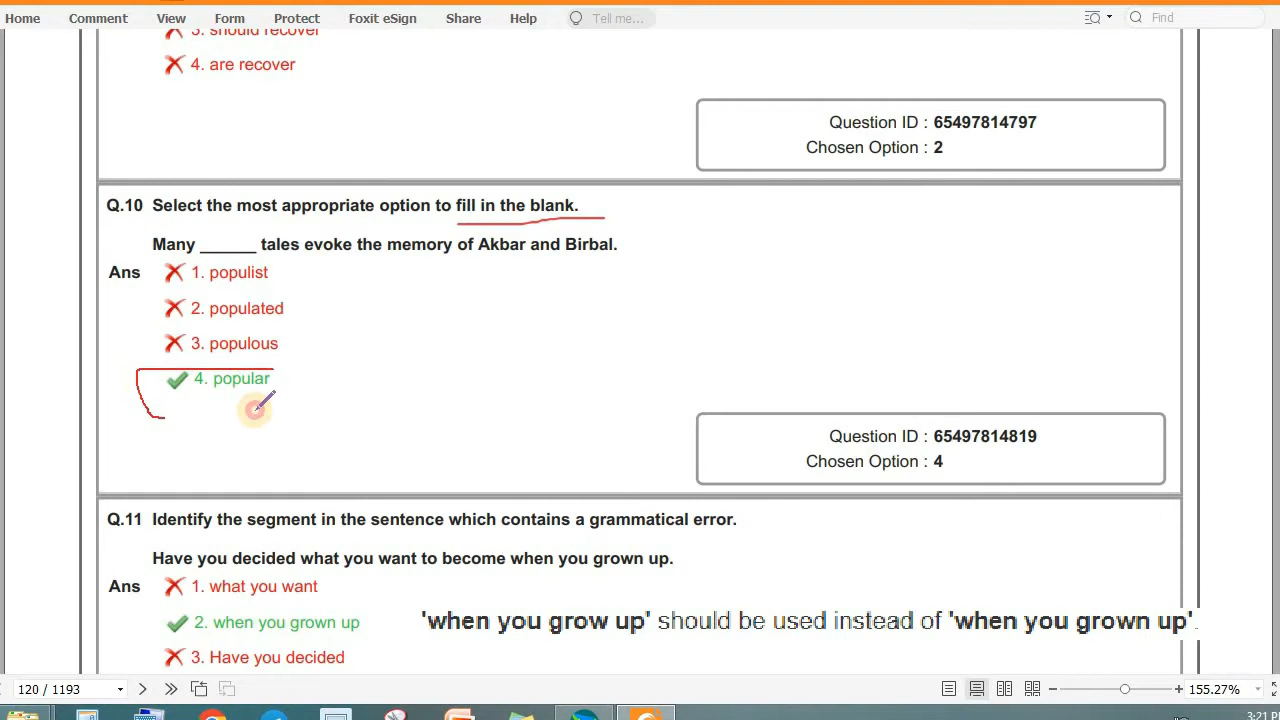 Home Comment View Form Protect Foxit eSign Share Help Tell me... Find
3. should recover
4. are recover
Question ID : 65497814797
Chosen Option : 2
Q.10 Select the most appropriate option to fill in the blank.
Many ______ tales evoke the memory of Akbar and Birbal.
Ans 1. populist
2. populated
3. populous
4. popular
Question ID : 65497814819
Chosen Option : 4
Q.11 Identify the segment in the sentence which contains a grammatical error.
Have you decided what you want to become when you grown up.
Ans 1. what you want
2. when you grown up 'when you grow up' should be used instead of 'when you grown up'.
3. Have you decided
120 / 1193 155.27%
3:21 P